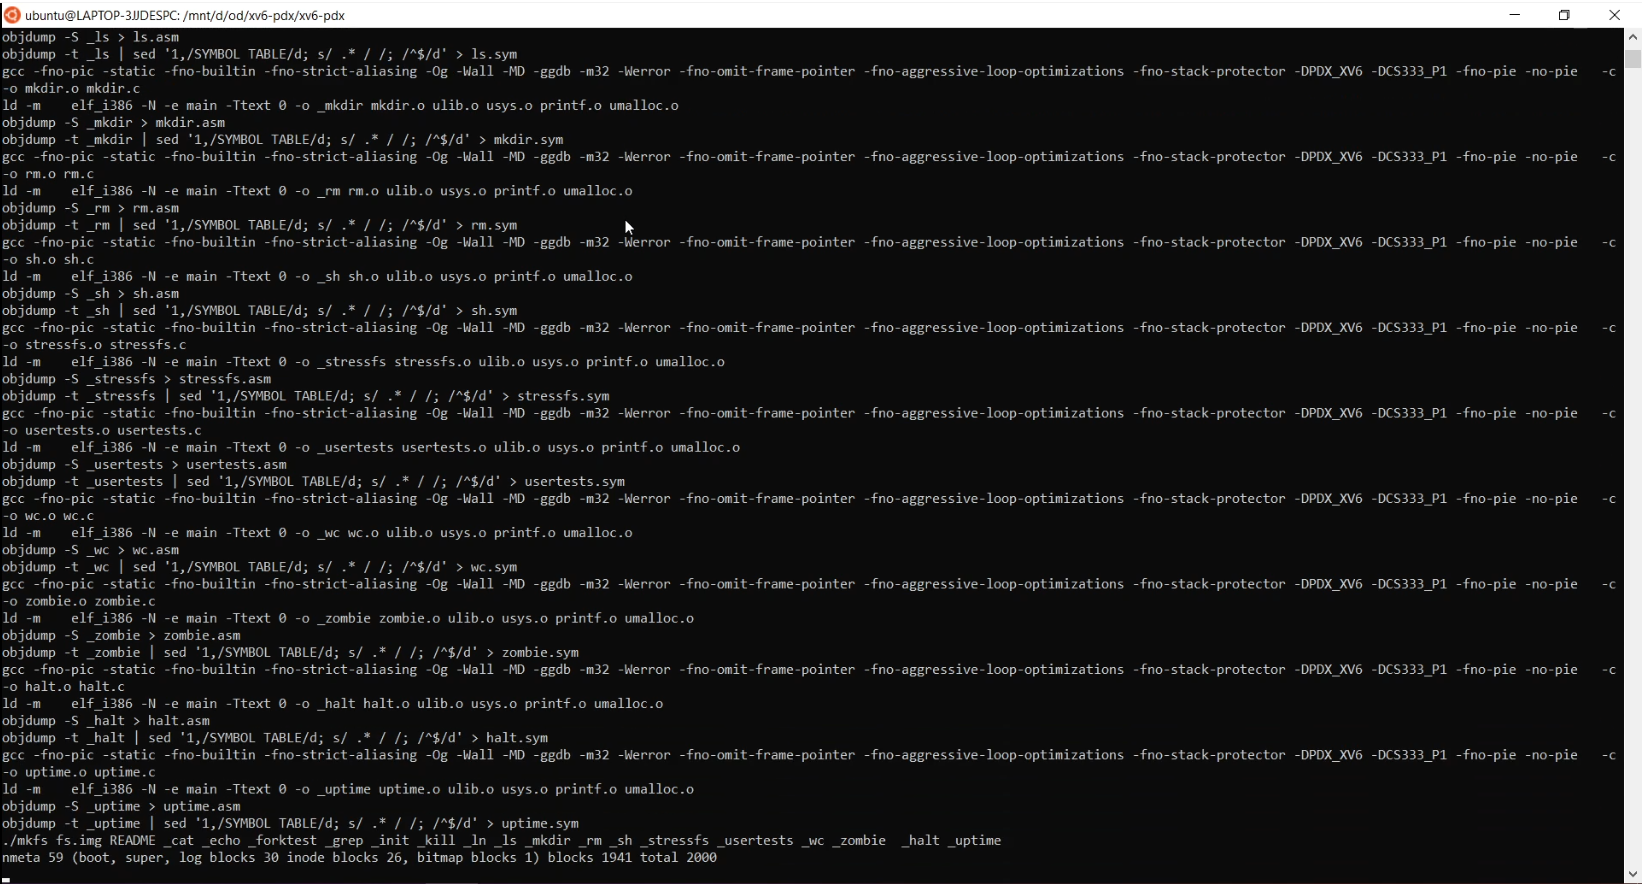 ubuntu@LAPTOP-3JJDESPC: /mnt/d/od/xv6-pdx/xv6-pdx
objdump -S _ls > ls.asm
objdump -t _ls | sed '1,/SYMBOL TABLE/d; s/ .* / /; /^$/d' > ls.sym
gcc -fno-pic -static -fno-builtin -fno-strict-aliasing -Og -Wall -MD -ggdb -m32 -Werror -fno-omit-frame-pointer -fno-aggressive-loop-optimizations -fno-stack-protector -DPDX_XV6 -DCS333_P1 -fno-pie -no-pie   -c
-o mkdir.o mkdir.c
ld -m    elf_i386 -N -e main -Ttext 0 -o _mkdir mkdir.o ulib.o usys.o printf.o umalloc.o
objdump -S _mkdir > mkdir.asm
objdump -t _mkdir | sed '1,/SYMBOL TABLE/d; s/ .* / /; /^$/d' > mkdir.sym
gcc -fno-pic -static -fno-builtin -fno-strict-aliasing -Og -Wall -MD -ggdb -m32 -Werror -fno-omit-frame-pointer -fno-aggressive-loop-optimizations -fno-stack-protector -DPDX_XV6 -DCS333_P1 -fno-pie -no-pie   -c
-o rm.o rm.c
ld -m    elf_i386 -N -e main -Ttext 0 -o _rm rm.o ulib.o usys.o printf.o umalloc.o
objdump -S _rm > rm.asm
objdump -t _rm | sed '1,/SYMBOL TABLE/d; s/ .* / /; /^$/d' > rm.sym
gcc -fno-pic -static -fno-builtin -fno-strict-aliasing -Og -Wall -MD -ggdb -m32 -Werror -fno-omit-frame-pointer -fno-aggressive-loop-optimizations -fno-stack-protector -DPDX_XV6 -DCS333_P1 -fno-pie -no-pie   -c
-o sh.o sh.c
ld -m    elf_i386 -N -e main -Ttext 0 -o _sh sh.o ulib.o usys.o printf.o umalloc.o
objdump -S _sh > sh.asm
objdump -t _sh | sed '1,/SYMBOL TABLE/d; s/ .* / /; /^$/d' > sh.sym
gcc -fno-pic -static -fno-builtin -fno-strict-aliasing -Og -Wall -MD -ggdb -m32 -Werror -fno-omit-frame-pointer -fno-aggressive-loop-optimizations -fno-stack-protector -DPDX_XV6 -DCS333_P1 -fno-pie -no-pie   -c
-o stressfs.o stressfs.c
ld -m    elf_i386 -N -e main -Ttext 0 -o _stressfs stressfs.o ulib.o usys.o printf.o umalloc.o
objdump -S _stressfs > stressfs.asm
objdump -t _stressfs | sed '1,/SYMBOL TABLE/d; s/ .* / /; /^$/d' > stressfs.sym
gcc -fno-pic -static -fno-builtin -fno-strict-aliasing -Og -Wall -MD -ggdb -m32 -Werror -fno-omit-frame-pointer -fno-aggressive-loop-optimizations -fno-stack-protector -DPDX_XV6 -DCS333_P1 -fno-pie -no-pie   -c
-o usertests.o usertests.c
ld -m    elf_i386 -N -e main -Ttext 0 -o _usertests usertests.o ulib.o usys.o printf.o umalloc.o
objdump -S _usertests > usertests.asm
objdump -t _usertests | sed '1,/SYMBOL TABLE/d; s/ .* / /; /^$/d' > usertests.sym
gcc -fno-pic -static -fno-builtin -fno-strict-aliasing -Og -Wall -MD -ggdb -m32 -Werror -fno-omit-frame-pointer -fno-aggressive-loop-optimizations -fno-stack-protector -DPDX_XV6 -DCS333_P1 -fno-pie -no-pie   -c
-o wc.o wc.c
ld -m    elf_i386 -N -e main -Ttext 0 -o _wc wc.o ulib.o usys.o printf.o umalloc.o
objdump -S _wc > wc.asm
objdump -t _wc | sed '1,/SYMBOL TABLE/d; s/ .* / /; /^$/d' > wc.sym
gcc -fno-pic -static -fno-builtin -fno-strict-aliasing -Og -Wall -MD -ggdb -m32 -Werror -fno-omit-frame-pointer -fno-aggressive-loop-optimizations -fno-stack-protector -DPDX_XV6 -DCS333_P1 -fno-pie -no-pie   -c
-o zombie.o zombie.c
ld -m    elf_i386 -N -e main -Ttext 0 -o _zombie zombie.o ulib.o usys.o printf.o umalloc.o
objdump -S _zombie > zombie.asm
objdump -t _zombie | sed '1,/SYMBOL TABLE/d; s/ .* / /; /^$/d' > zombie.sym
gcc -fno-pic -static -fno-builtin -fno-strict-aliasing -Og -Wall -MD -ggdb -m32 -Werror -fno-omit-frame-pointer -fno-aggressive-loop-optimizations -fno-stack-protector -DPDX_XV6 -DCS333_P1 -fno-pie -no-pie   -c
-o halt.o halt.c
ld -m    elf_i386 -N -e main -Ttext 0 -o _halt halt.o ulib.o usys.o printf.o umalloc.o
objdump -S _halt > halt.asm
objdump -t _halt | sed '1,/SYMBOL TABLE/d; s/ .* / /; /^$/d' > halt.sym
gcc -fno-pic -static -fno-builtin -fno-strict-aliasing -Og -Wall -MD -ggdb -m32 -Werror -fno-omit-frame-pointer -fno-aggressive-loop-optimizations -fno-stack-protector -DPDX_XV6 -DCS333_P1 -fno-pie -no-pie   -c
-o uptime.o uptime.c
ld -m    elf_i386 -N -e main -Ttext 0 -o _uptime uptime.o ulib.o usys.o printf.o umalloc.o
objdump -S _uptime > uptime.asm
objdump -t _uptime | sed '1,/SYMBOL TABLE/d; s/ .* / /; /^$/d' > uptime.sym
./mkfs fs.img README _cat _echo _forktest _grep _init _kill _ln _ls _mkdir _rm _sh _stressfs _usertests _wc _zombie  _halt _uptime
nmeta 59 (boot, super, log blocks 30 inode blocks 26, bitmap blocks 1) blocks 1941 total 2000